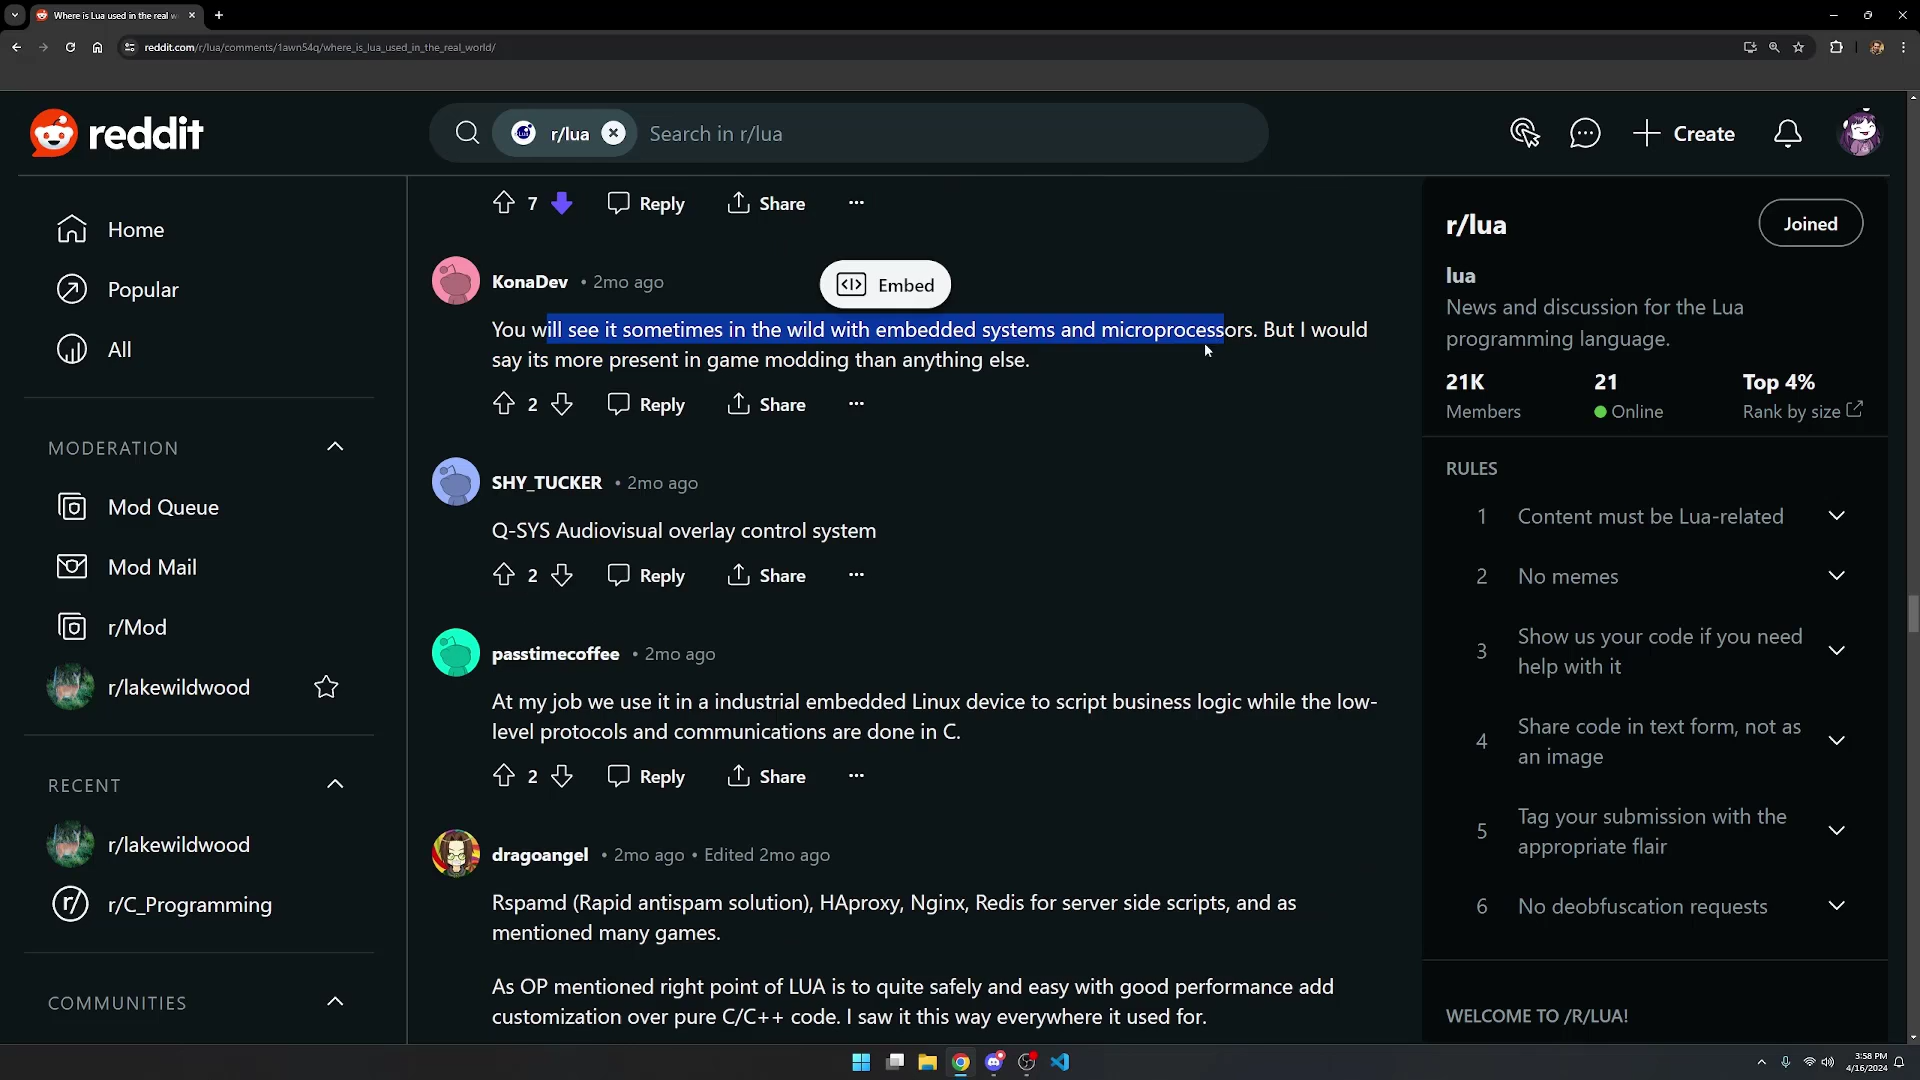 Where is Lua used in the real w
reddit.com/r/lua/comments/1awn54q/where_is_lua_used_in_the_real_world/
reddit
r/lua
Search in r/lua
Create
Home
Popular
All
MODERATION
Mod Queue
Mod Mail
r/Mod
r/lakewildwood
RECENT
r/lakewildwood
r/C_Programming
COMMUNITIES
7
Reply
Share
KonaDev • 2mo ago
Embed
You will see it sometimes in the wild with embedded systems and microprocessors. But I would
say its more present in game modding than anything else.
2
Reply
Share
SHY_TUCKER • 2mo ago
Q-SYS Audiovisual overlay control system
2
Reply
Share
passtimecoffee • 2mo ago
At my job we use it in a industrial embedded Linux device to script business logic while the low-
level protocols and communications are done in C.
2
Reply
Share
dragoangel • 2mo ago • Edited 2mo ago
Rspamd (Rapid antispam solution), HAproxy, Nginx, Redis for server side scripts, and as
mentioned many games.
As OP mentioned right point of LUA is to quite safely and easy with good performance add
customization over pure C/C++ code. I saw it this way everywhere it used for.
r/lua
Joined
lua
News and discussion for the Lua
programming language.
21K
21
Top 4%
Members
Online
Rank by size
RULES
1 Content must be Lua-related
2 No memes
3 Show us your code if you need
help with it
4 Share code in text form, not as
an image
5 Tag your submission with the
appropriate flair
6 No deobfuscation requests
WELCOME TO /R/LUA!
3:58 PM
4/16/2024